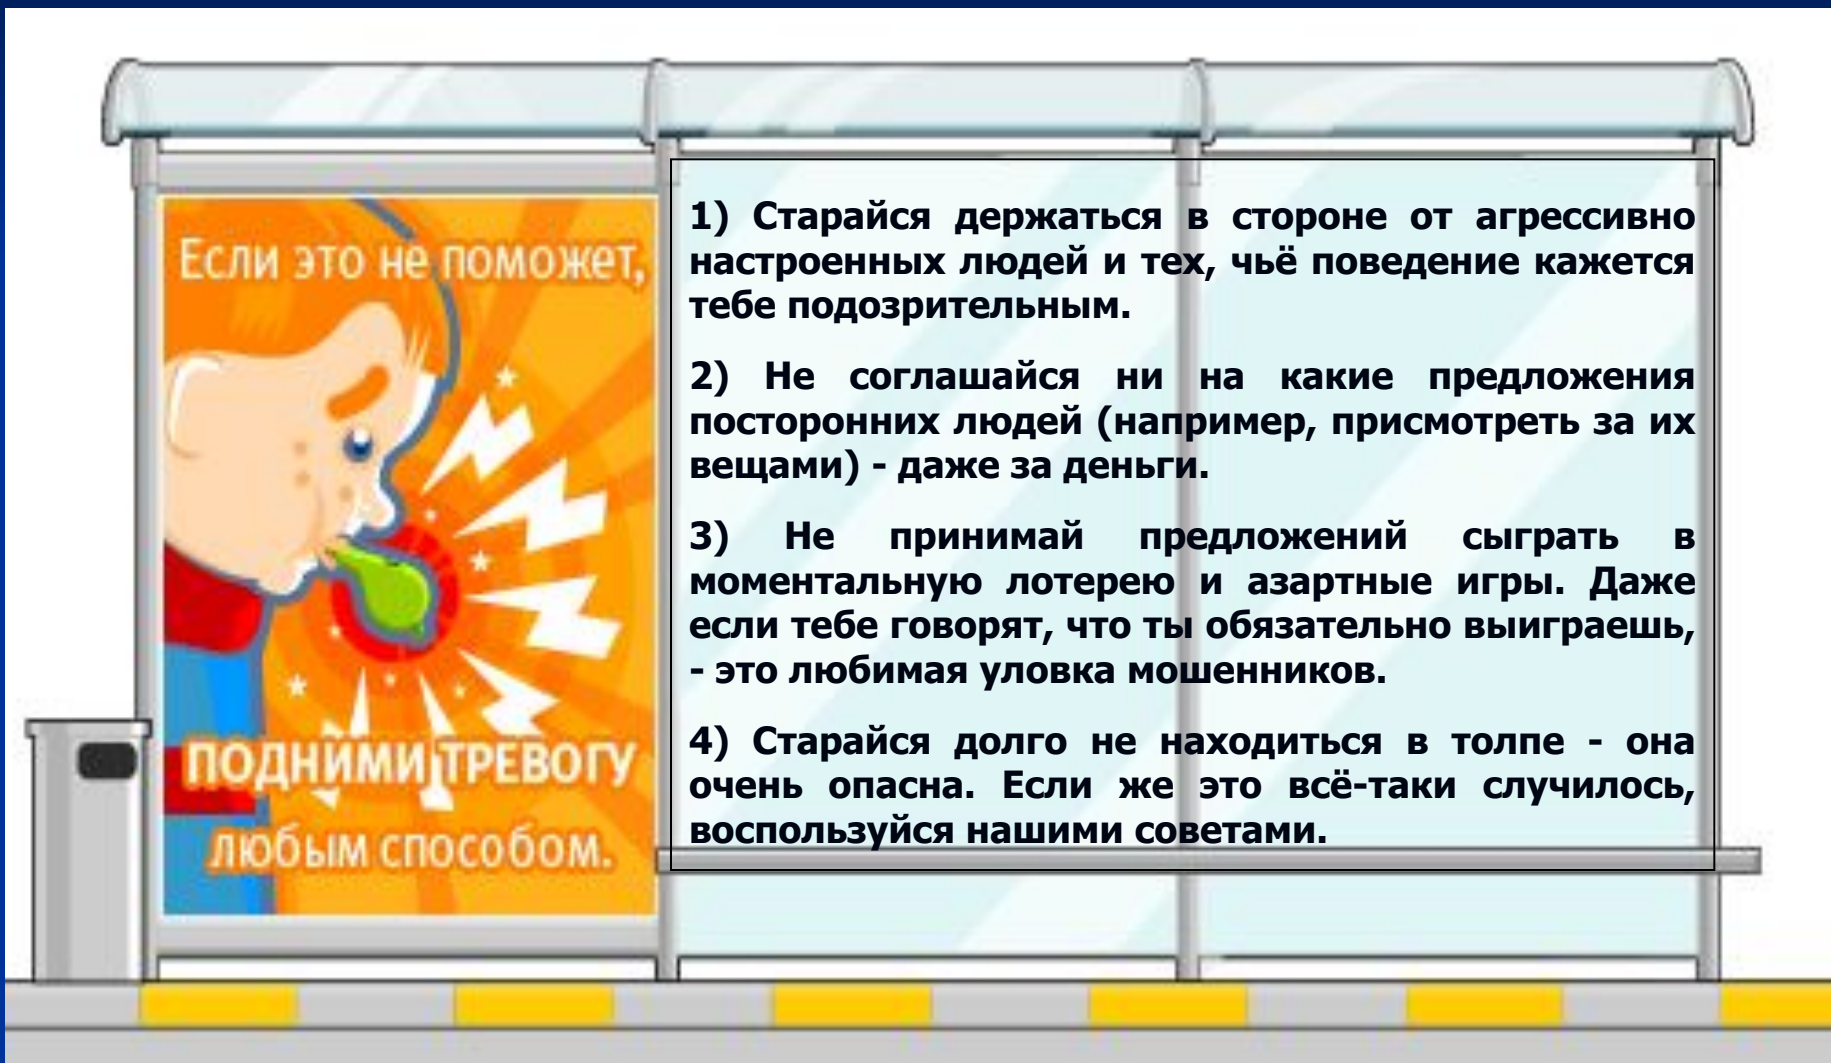 Если это не поможет,
ПОДНИМИ ТРЕВОГУ
любым способом.
1) Старайся держаться в стороне от агрессивно
настроенных людей и тех, чьё поведение кажется
тебе подозрительным.
2) Не соглашайся ни на какие предложения
посторонних людей (например, присмотреть за их
вещами) - даже за деньги.
3) Не принимай предложений сыграть в
моментальную лотерею и азартные игры. Даже
если тебе говорят, что ты обязательно выиграешь,
- это любимая уловка мошенников.
4) Старайся долго не находиться в толпе - она
очень опасна. Если же это всё-таки случилось,
воспользуйся нашими советами.